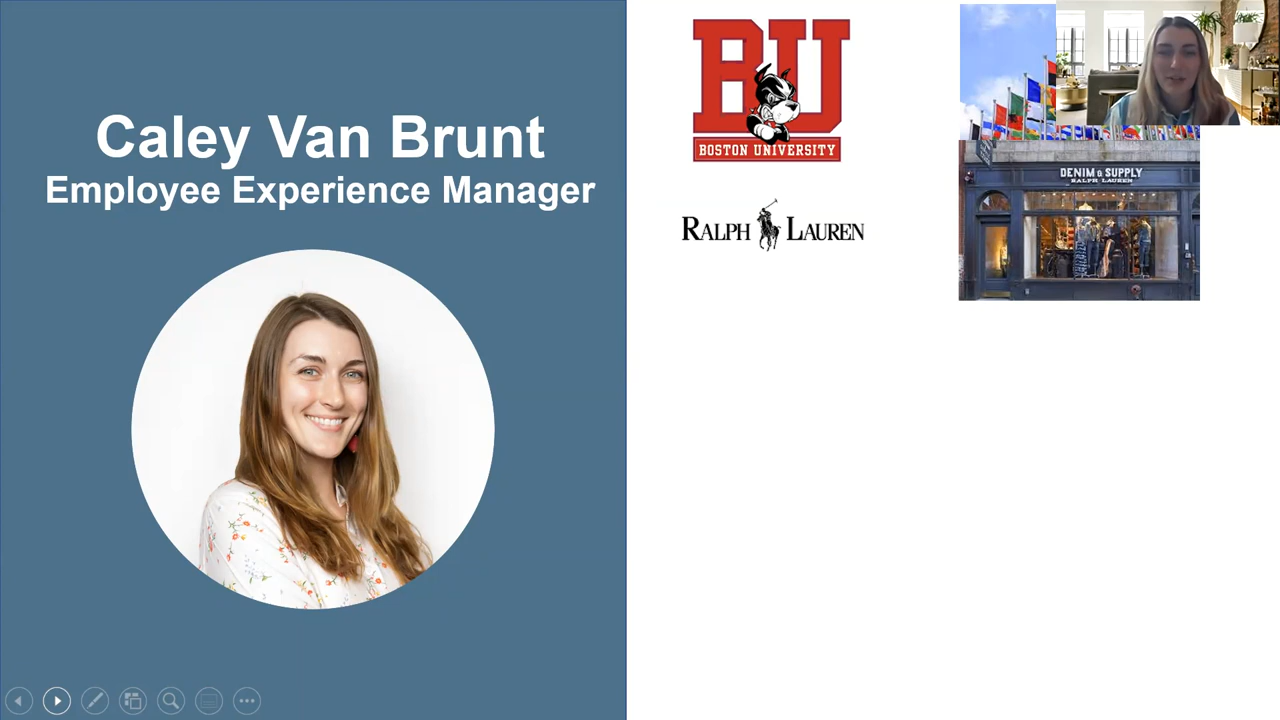 Caley Van Brunt
Employee Experience Manager
BU
BOSTON UNIVERSITY
RALPH LAUREN
DENIM & SUPPLY
RALPH LAUREN